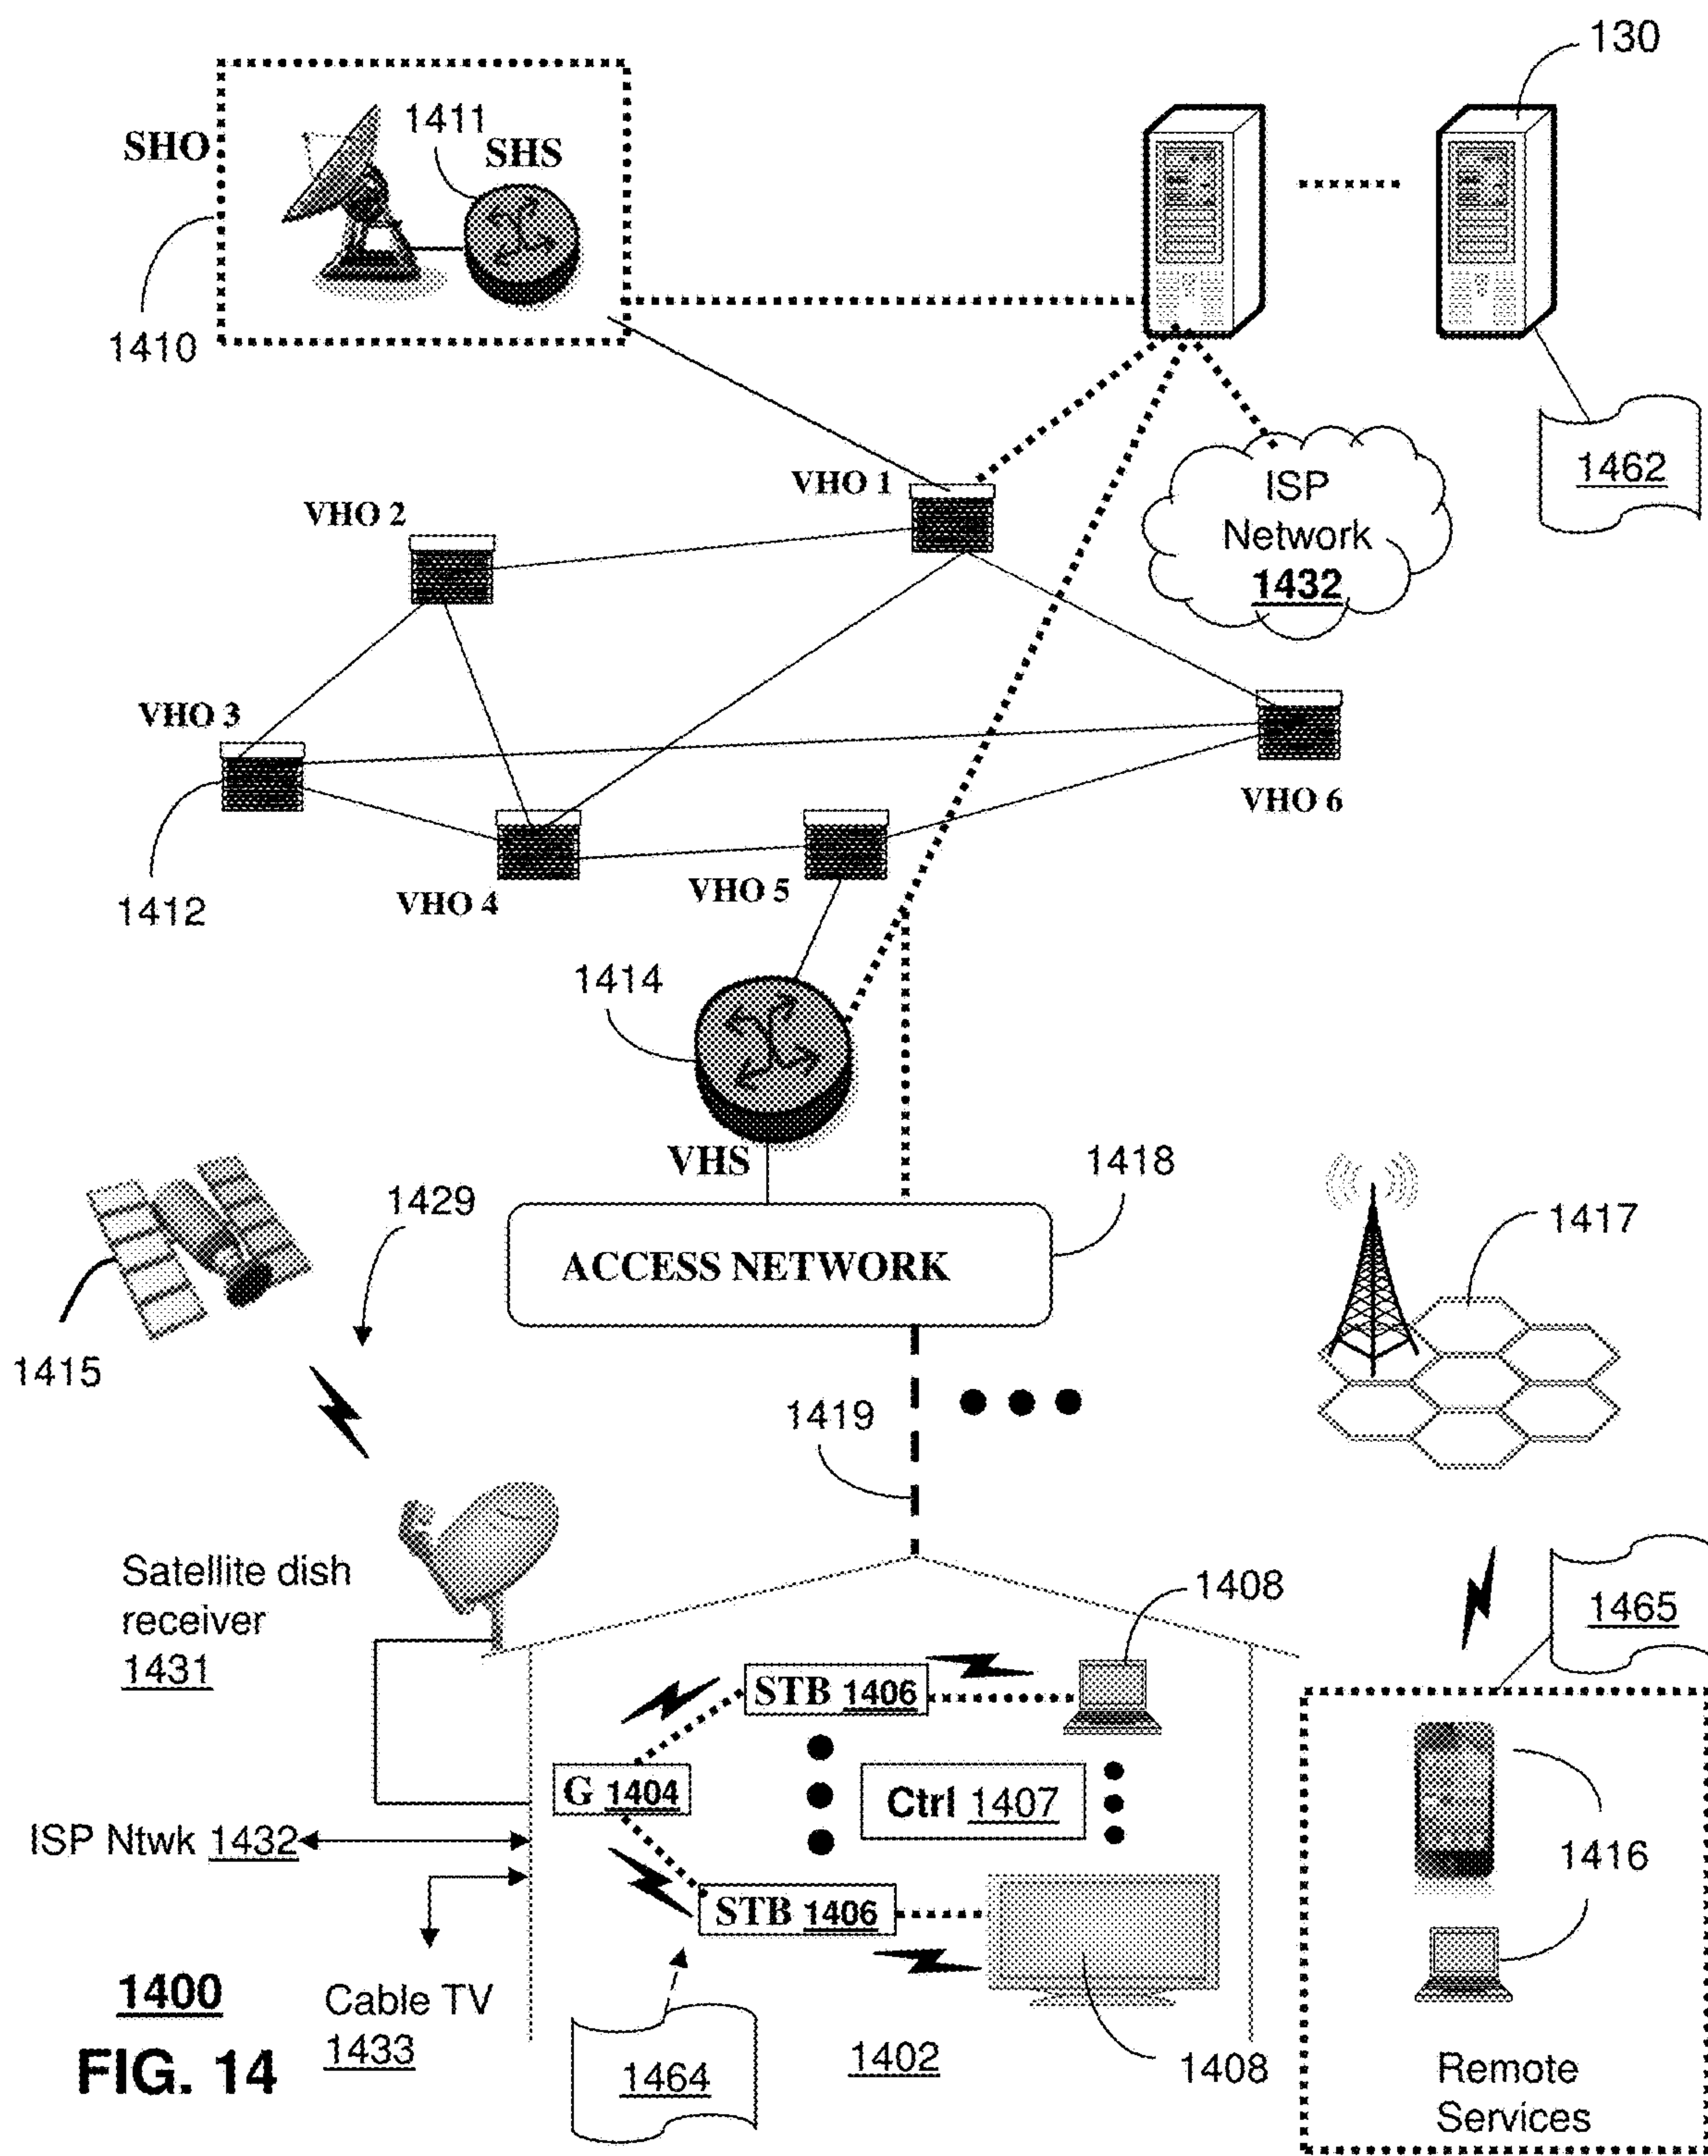 130
1411
SHO
SHS
1410
1462
VHO 1
ISP
Network
1432
VHO 2
VHO 3
VHO 6
1412
VHO 4
VHO 5
1414
VHS
1418
1429
1417
ACCESS NETWORK
1415
1419
Satellite dish
receiver
1431
1408
1465
STB 1406
G 1404
Ctrl 1407
ISP Ntwk 1432
1416
STB 1406
1400
Cable TV
1433
FIG. 14
1464
1402
1408
Remote
Services